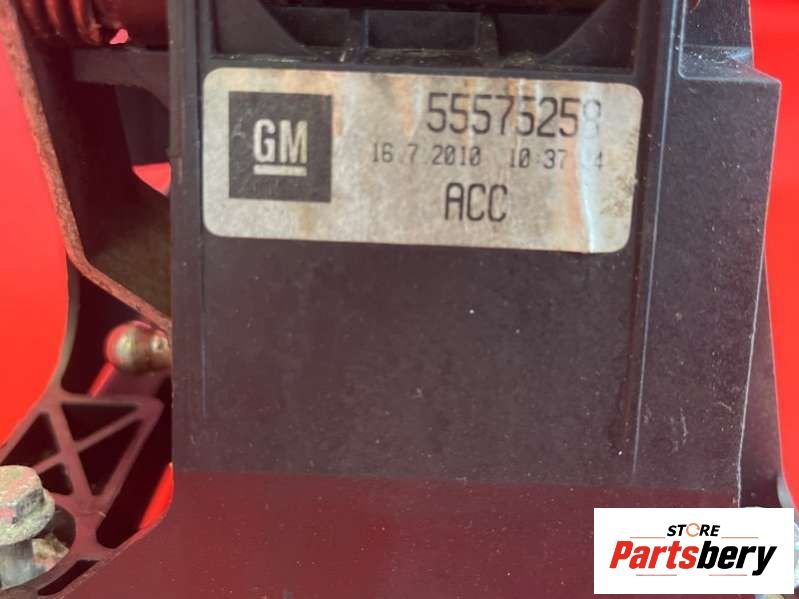 GM
55575258
16.7.2010 10:37
ACC
STORE
Partsbery